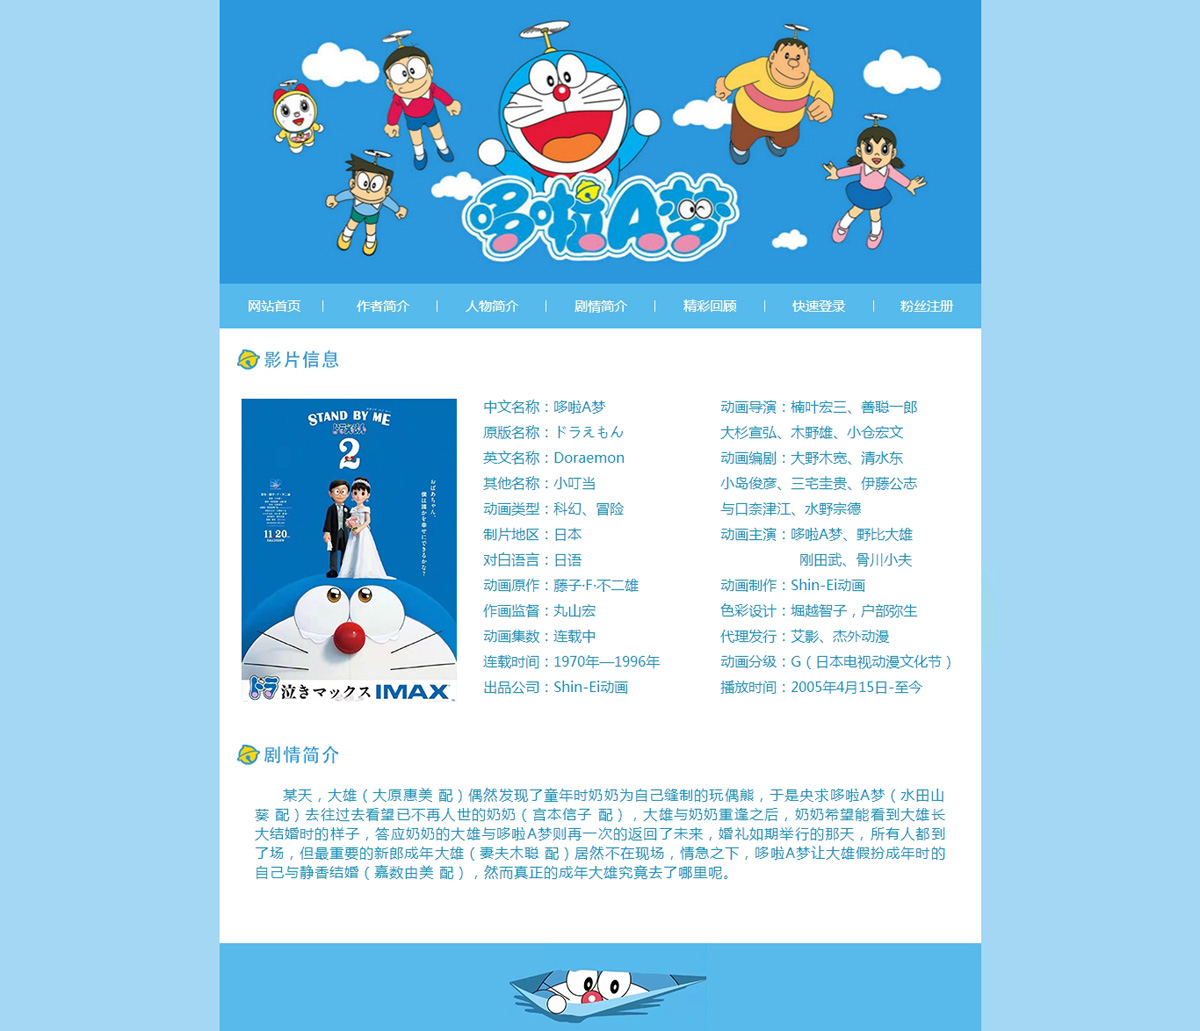 哆啦A梦
网站首页 | 作者简介 | 人物简介 | 剧情简介 | 精彩回顾 | 快速登录 | 粉丝注册
影片信息
STAND BY ME
ドラえもん
2
11 20
おばあちゃん、
僕は誰かを幸せにできるかな?
ドラ泣きマックス IMAX
中文名称:哆啦A梦
原版名称:ドラえもん
英文名称:Doraemon
其他名称:小叮当
动画类型:科幻、冒险
制片地区:日本
对白语言:日语
动画原作:藤子·F·不二雄
作画监督:丸山宏
动画集数:连载中
连载时间:1970年—1996年
出品公司:Shin-Ei动画
动画导演:楠叶宏三、善聪一郎
大杉宣弘、木野雄、小仓宏文
动画编剧:大野木宽、清水东
小岛俊彦、三宅圭贵、伊藤公志
与口奈津江、水野宗德
动画主演:哆啦A梦、野比大雄
刚田武、骨川小夫
动画制作:Shin-Ei动画
色彩设计:堀越智子,户部弥生
代理发行:艾影、杰外动漫
动画分级:G(日本电视动漫文化节)
播放时间:2005年4月15日-至今
剧情简介
某天,大雄(大原惠美 配)偶然发现了童年时奶奶为自己缝制的玩偶熊,于是央求哆啦A梦(水田山
葵 配)去往过去看望已不再人世的奶奶(宫本信子 配),大雄与奶奶重逢之后,奶奶希望能看到大雄长
大结婚时的样子,答应奶奶的大雄与哆啦A梦则再一次的返回了未来,婚礼如期举行的那天,所有人都到
了场,但最重要的新郎成年大雄(妻夫木聪 配)居然不在现场,情急之下,哆啦A梦让大雄假扮成年时的
自己与静香结婚(嘉数由美 配),然而真正的成年大雄究竟去了哪里呢。